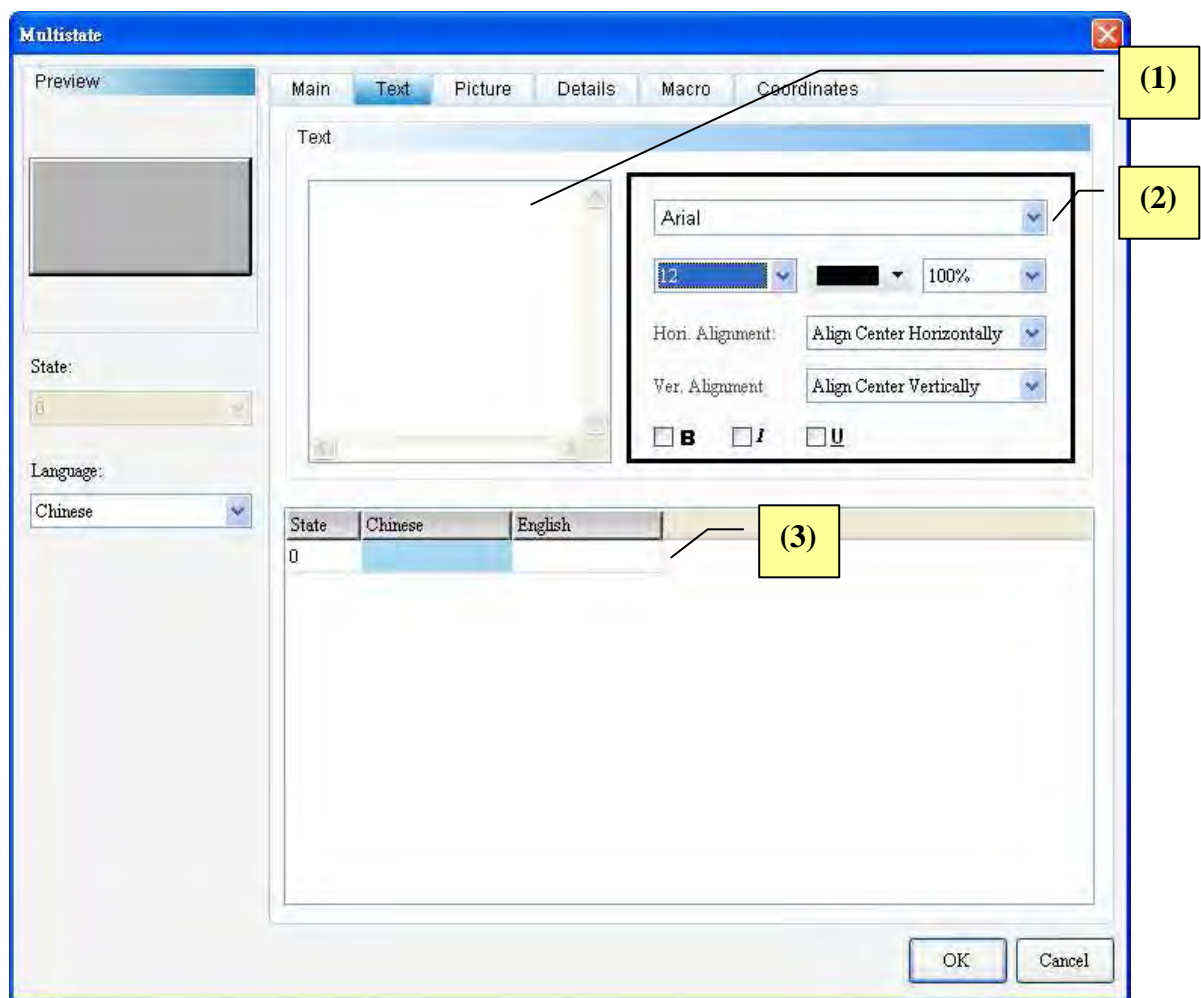 Multistate
Preview
Main Text Picture Details Macro Coordinates
(1)
Text
(2)
Arial
12 100%
Hori. Alignment: Align Center Horizontally
Ver. Alignment Align Center Vertically
B I U
State:
0
Language:
Chinese
State Chinese English
0
(3)
OK Cancel